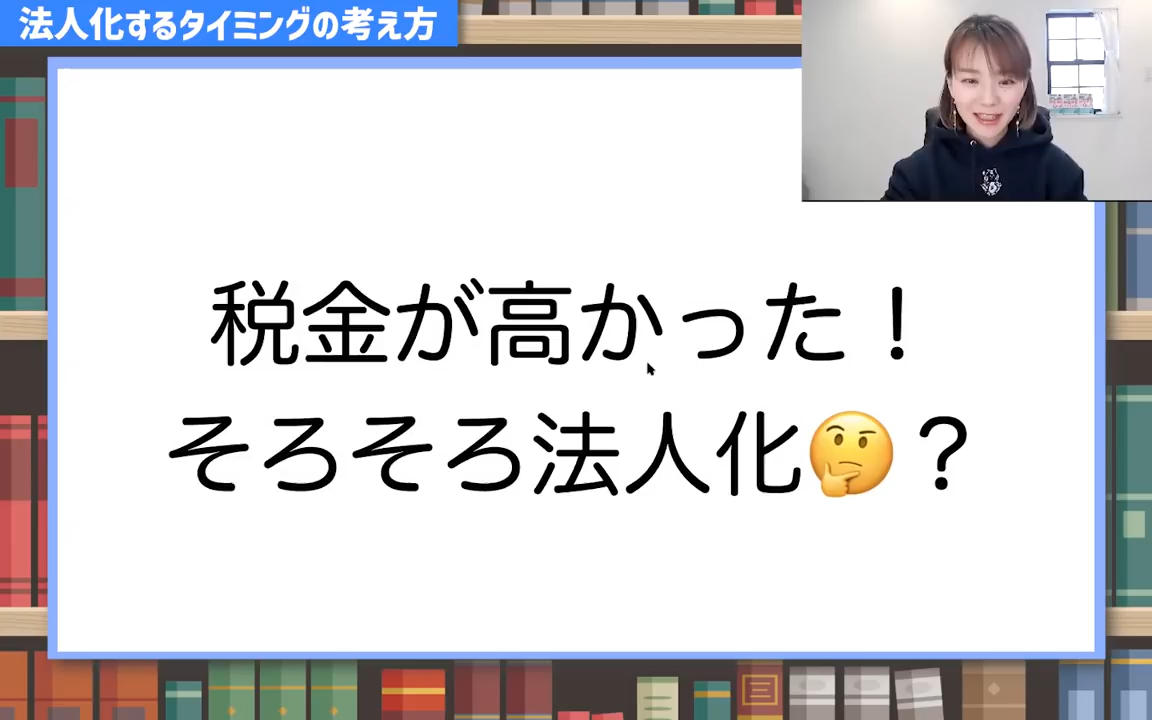 法人化するタイミングの考え方
税金が高かった！
そろそろ法人化🤔？